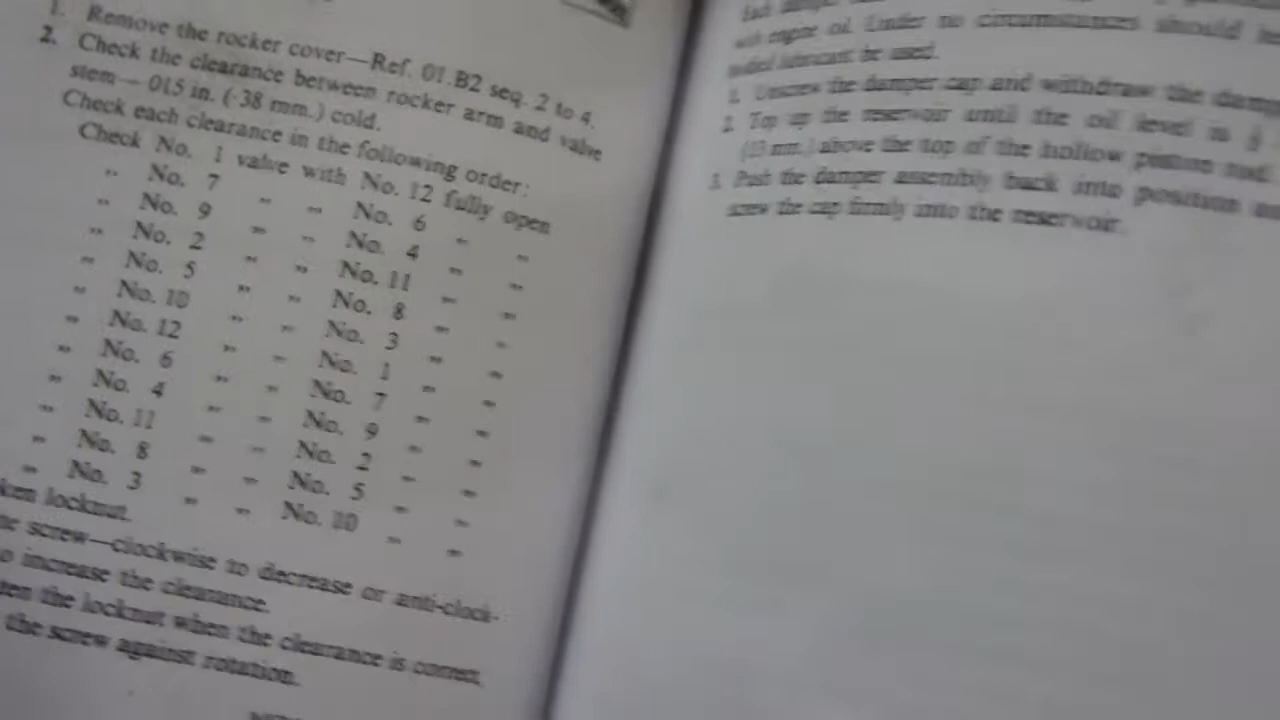 1. Remove the rocker cover—Ref. 01.B2 seq. 2 to 4.
2. Check the clearance between rocker arm and valve
stem—·015 in. (·38 mm.) cold.
Check each clearance in the following order:
Check No. 1 valve with No. 12 fully open
„ No. 7 „ „ No. 6 „ „
„ No. 9 „ „ No. 4 „ „
„ No. 2 „ „ No. 11 „ „
„ No. 5 „ „ No. 8 „ „
„ No. 10 „ „ No. 3 „ „
„ No. 12 „ „ No. 1 „ „
„ No. 6 „ „ No. 7 „ „
„ No. 4 „ „ No. 9 „ „
„ No. 11 „ „ No. 2 „ „
„ No. 8 „ „ No. 5 „ „
„ No. 3 „ „ No. 10 „ „
locknut.
screw—clockwise to decrease or anti-clock-
increase the clearance.
the locknut when the clearance is correct,
the screw against rotation.
with engine oil. Under no circumstances should
lubricant be used.
1. Unscrew the damper cap and withdraw the
2. Top up the reservoir until the oil level is ½
(13 mm.) above the top of the hollow piston rod.
3. Push the damper assembly back into position
screw the cap firmly into the reservoir.